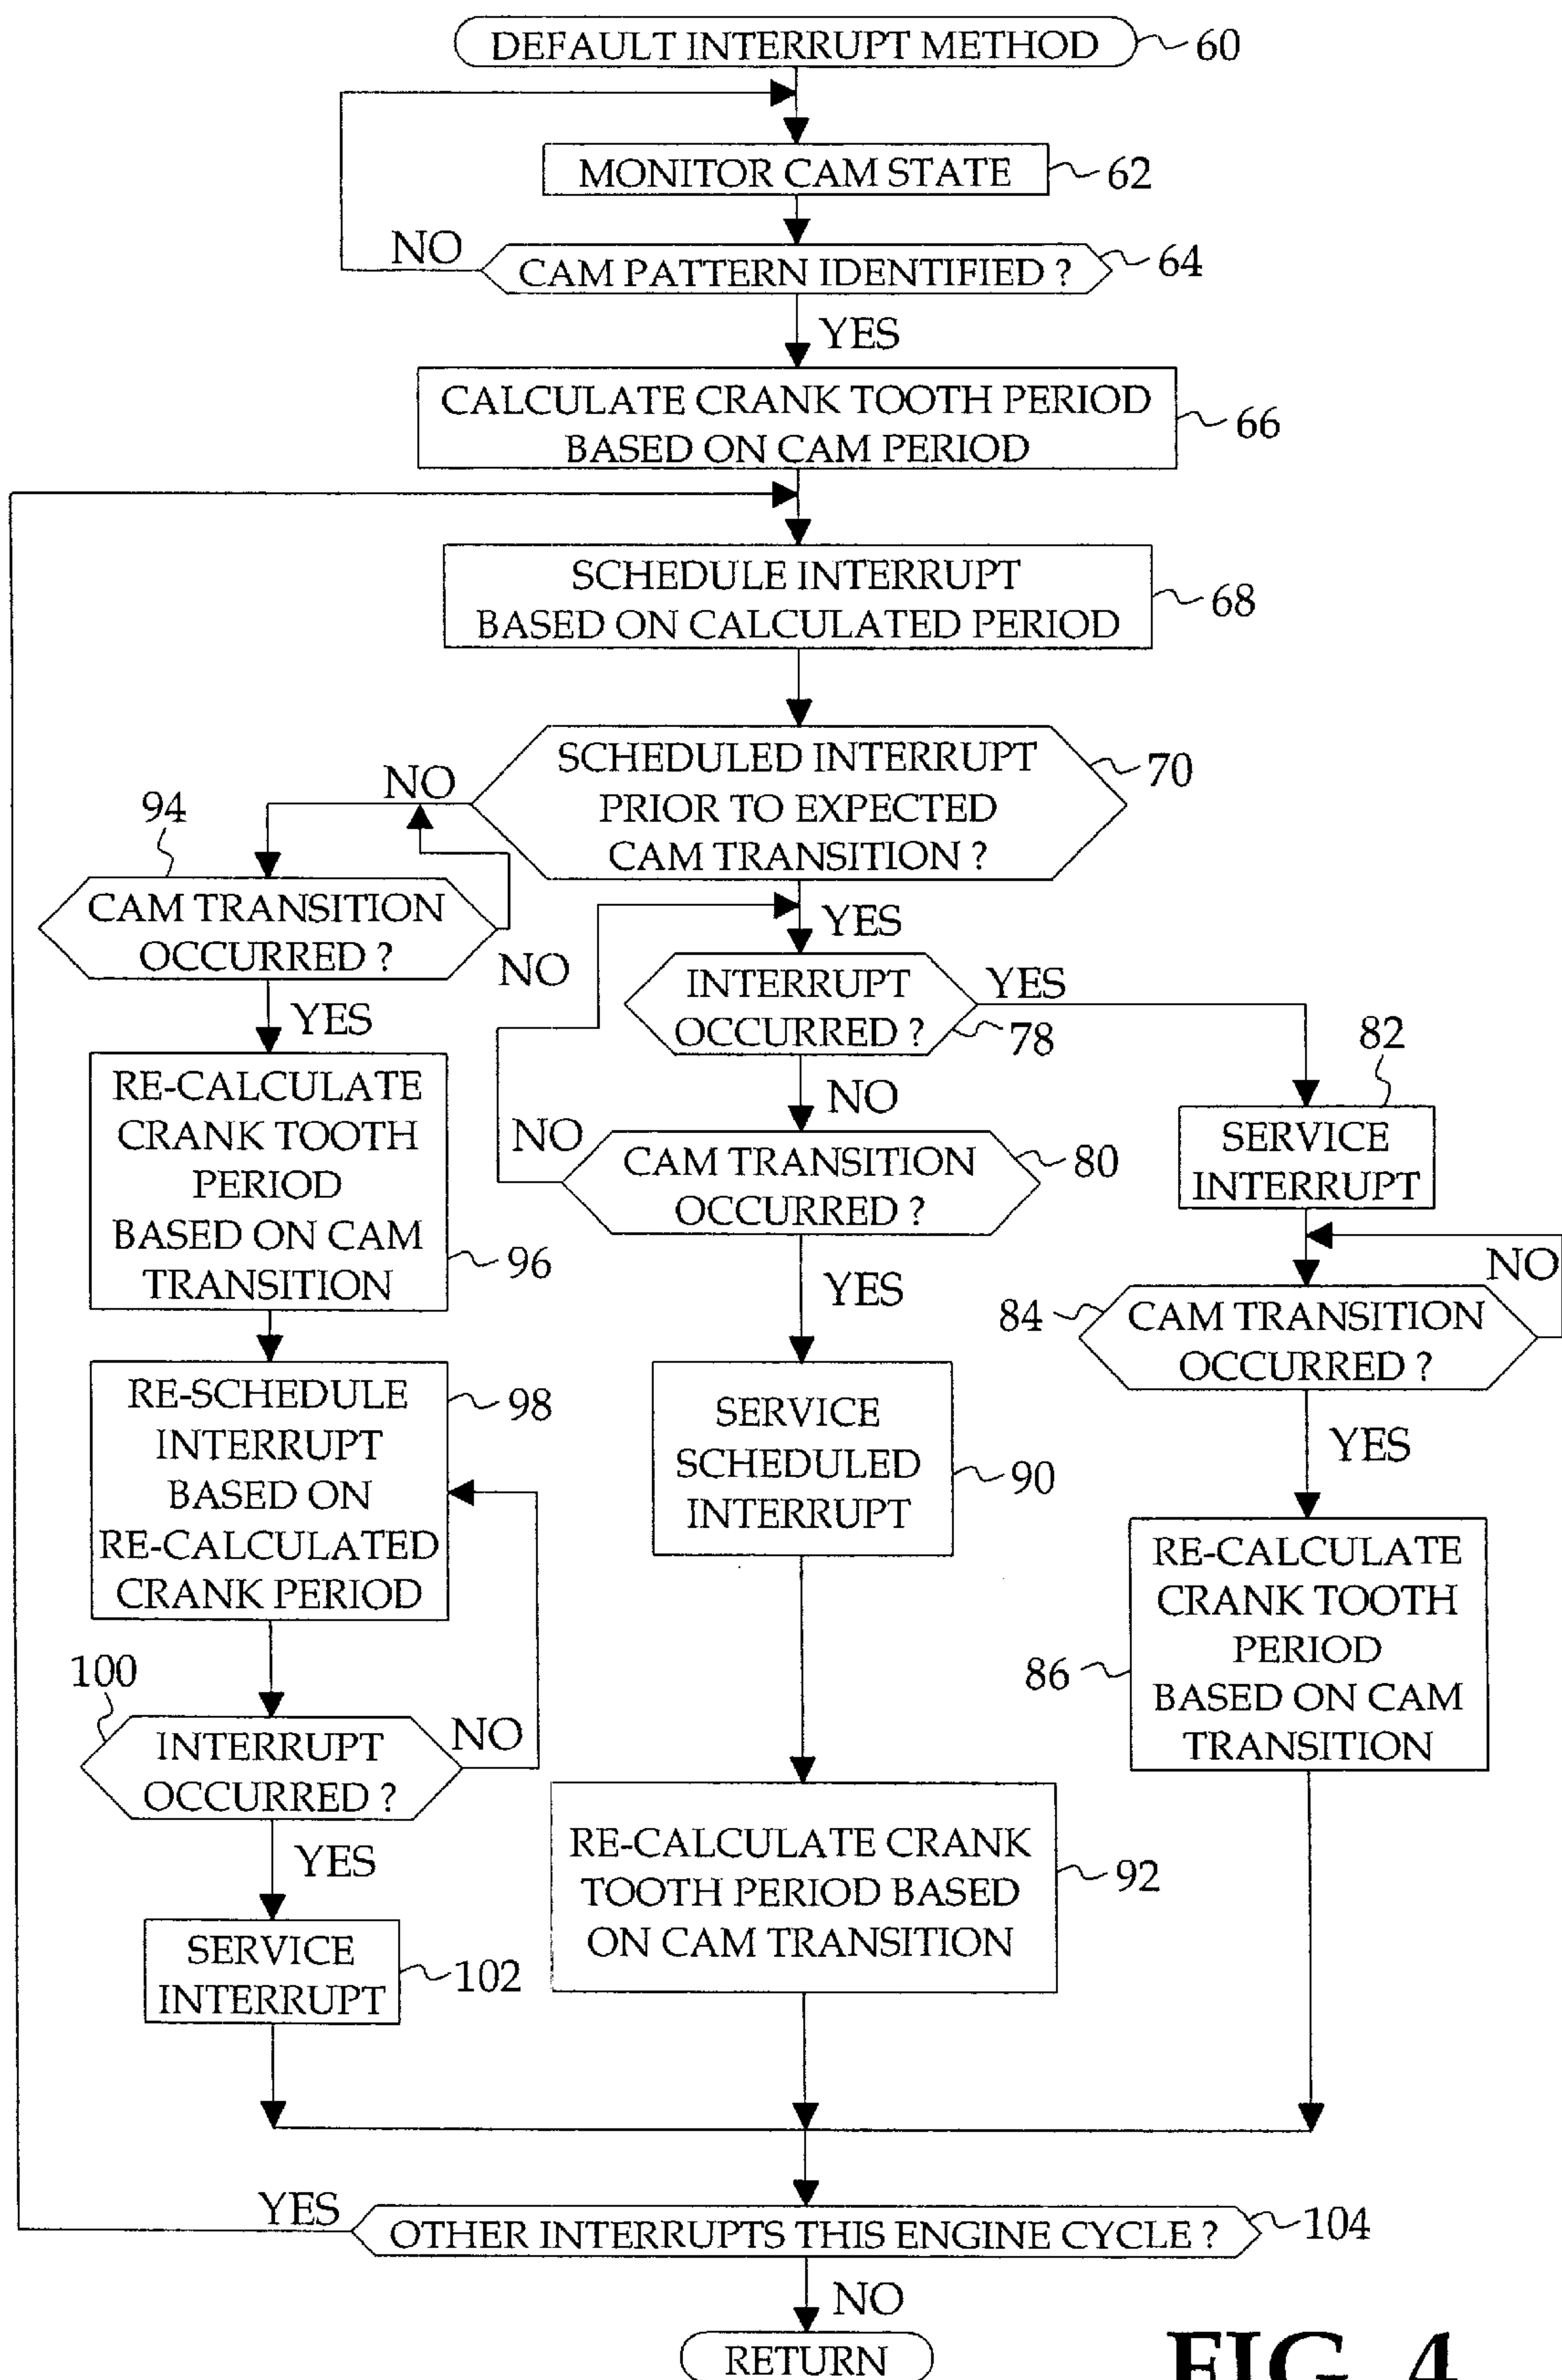 DEFAULT INTERRUPT METHOD
60
MONITOR CAM STATE
62
NO
CAM PATTERN IDENTIFIED ?
64
YES
CALCULATE CRANK TOOTH PERIOD
BASED ON CAM PERIOD
66
SCHEDULE INTERRUPT
BASED ON CALCULATED PERIOD
68
SCHEDULED INTERRUPT
PRIOR TO EXPECTED
CAM TRANSITION ?
70
NO
94
CAM TRANSITION
OCCURRED ?
NO
YES
RE-CALCULATE
CRANK TOOTH
PERIOD
BASED ON CAM
TRANSITION
96
RE-SCHEDULE
INTERRUPT
BASED ON
RE-CALCULATED
CRANK PERIOD
98
100
INTERRUPT
OCCURRED ?
NO
YES
SERVICE
INTERRUPT
102
YES
INTERRUPT
OCCURRED ?
78
YES
NO
NO
CAM TRANSITION
OCCURRED ?
80
YES
SERVICE
SCHEDULED
INTERRUPT
90
RE-CALCULATE CRANK
TOOTH PERIOD BASED
ON CAM TRANSITION
92
82
SERVICE
INTERRUPT
NO
84
CAM TRANSITION
OCCURRED ?
YES
RE-CALCULATE
CRANK TOOTH
PERIOD
BASED ON CAM
TRANSITION
86
YES
OTHER INTERRUPTS THIS ENGINE CYCLE ?
104
NO
RETURN
FIG. 4